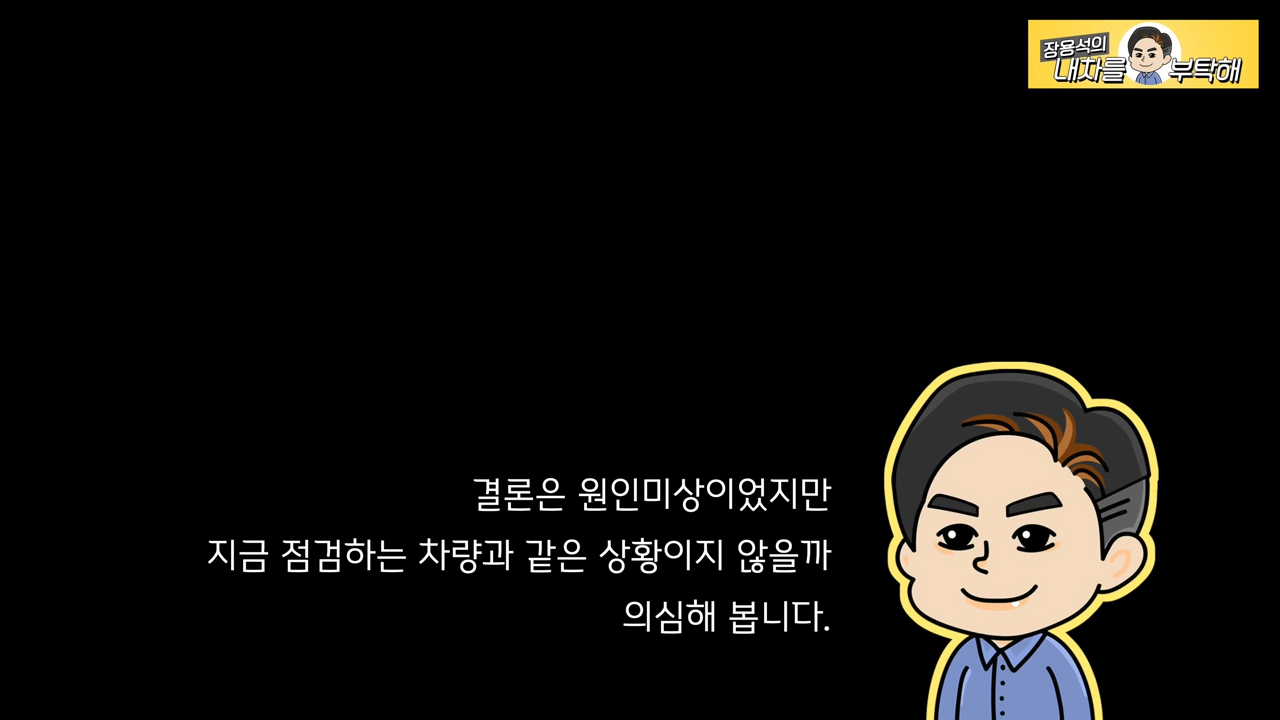 장용석의
내차를 부탁해
결론은 원인미상이었지만
지금 점검하는 차량과 같은 상황이지 않을까
의심해 봅니다.